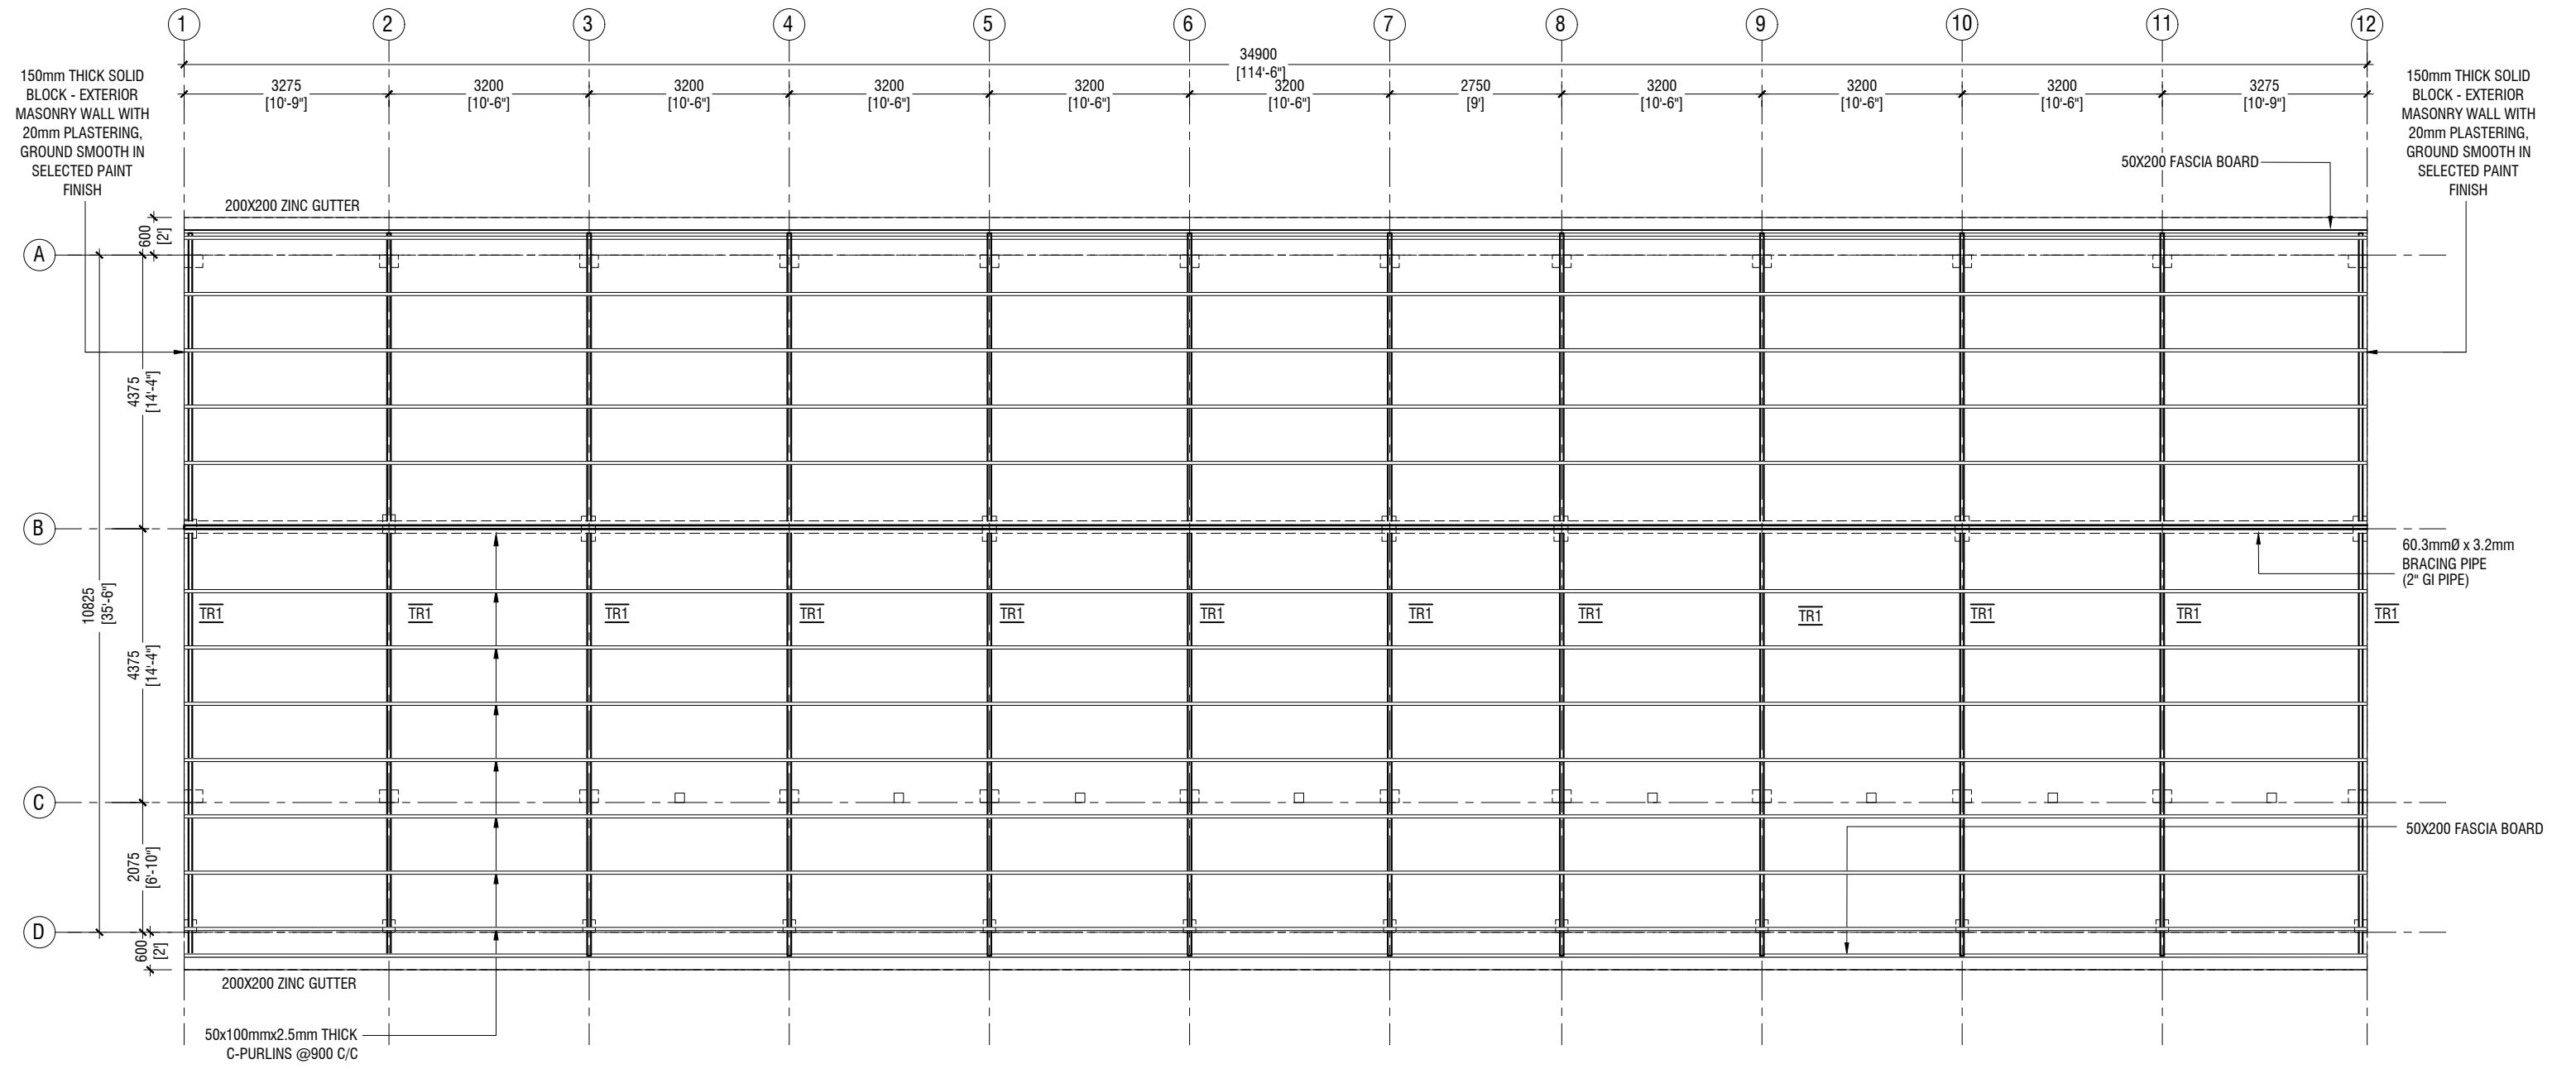 1 2 3 4 5 6 7 8 9 10 11 12
34900
[114'-6"]
3275 3200 3200 3200 3200 3200 2750 3200 3200 3200 3275
[10'-9"] [10'-6"] [10'-6"] [10'-6"] [10'-6"] [10'-6"] [9'] [10'-6"] [10'-6"] [10'-6"] [10'-9"]
150mm THICK SOLID
BLOCK - EXTERIOR
MASONRY WALL WITH
20mm PLASTERING,
GROUND SMOOTH IN
SELECTED PAINT
FINISH
150mm THICK SOLID
BLOCK - EXTERIOR
MASONRY WALL WITH
20mm PLASTERING,
GROUND SMOOTH IN
SELECTED PAINT
FINISH
50X200 FASCIA BOARD
200X200 ZINC GUTTER
600
[2']
A
4375
[14'-4"]
B
60.3mmØ x 3.2mm
BRACING PIPE
(2" GI PIPE)
10825
[35'-6"]
TR1 TR1 TR1 TR1 TR1 TR1 TR1 TR1 TR1 TR1 TR1 TR1
4375
[14'-4"]
C
50X200 FASCIA BOARD
2075
[6'-10"]
D
600
[2']
200X200 ZINC GUTTER
50x100mmx2.5mm THICK
C-PURLINS @900 C/C